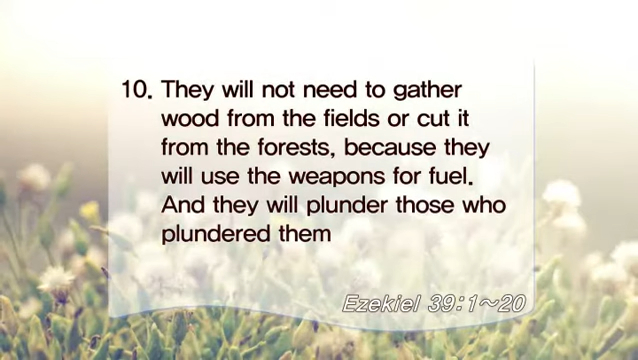 10. They will not need to gather
wood from the fields or cut it
from the forests, because they
will use the weapons for fuel.
And they will plunder those who
plundered them
Ezekiel 39:1~20